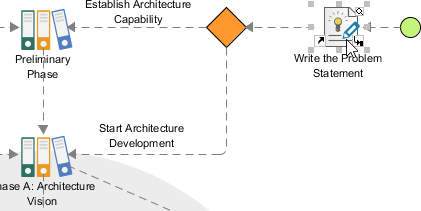 Establish Architecture
Capability
Preliminary
Phase
Write the Problem
Statement
Start Architecture
Development
hase A: Architecture
Vision